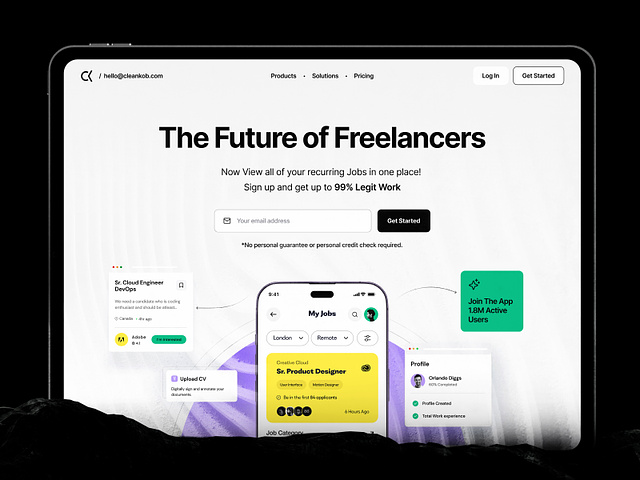 / hello@cleankob.com
Products • Solutions • Pricing
Log In
Get Started
The Future of Freelancers
Now View all of your recurring Jobs in one place!
Sign up and get up to 99% Legit Work
Your email address
Get Started
*No personal guarantee or personal credit check required.
Sr. Cloud Engineer
DevOps
We need a candidate who is coding
enthusiast and should be ahead..
Canada • 4hr ago
Adobe
I'm Interested
Upload CV
Digitally sign and annotate your
documents
9:41
My Jobs
London
Remote
Creative Cloud
Sr. Product Designer
User Interface
Motion Designer
Be in the first 84 applicants
6 Hours Ago
Job Category
Join The App
1.8M Active
Users
Profile
Orlando Diggs
60% Completed
Profile Created
Total Work experience